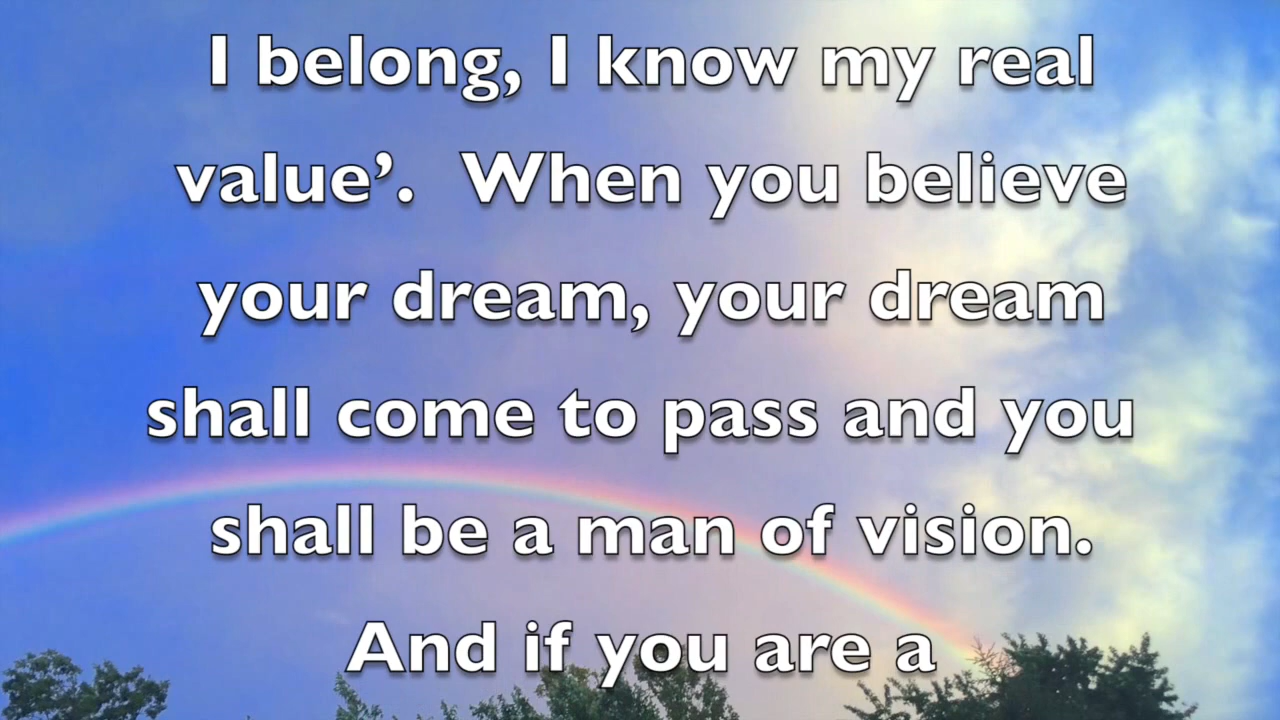 I belong, I know my real
value’.  When you believe
your dream, your dream
shall come to pass and you
shall be a man of vision.
And if you are a